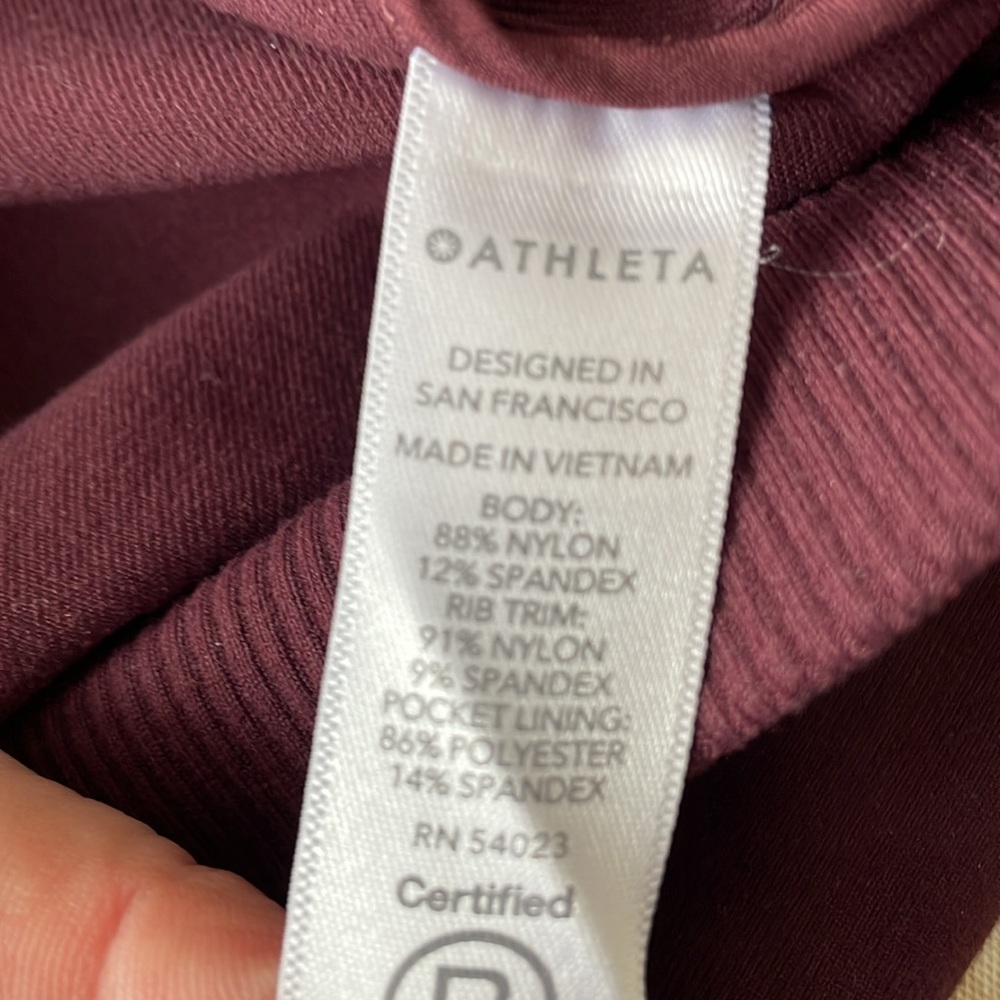 ATHLETA
DESIGNED IN
SAN FRANCISCO
MADE IN VIETNAM
BODY:
88% NYLON
12% SPANDEX
RIB TRIM:
91% NYLON
9% SPANDEX
POCKET LINING:
86% POLYESTER
14% SPANDEX
RN 54023
Certified
B